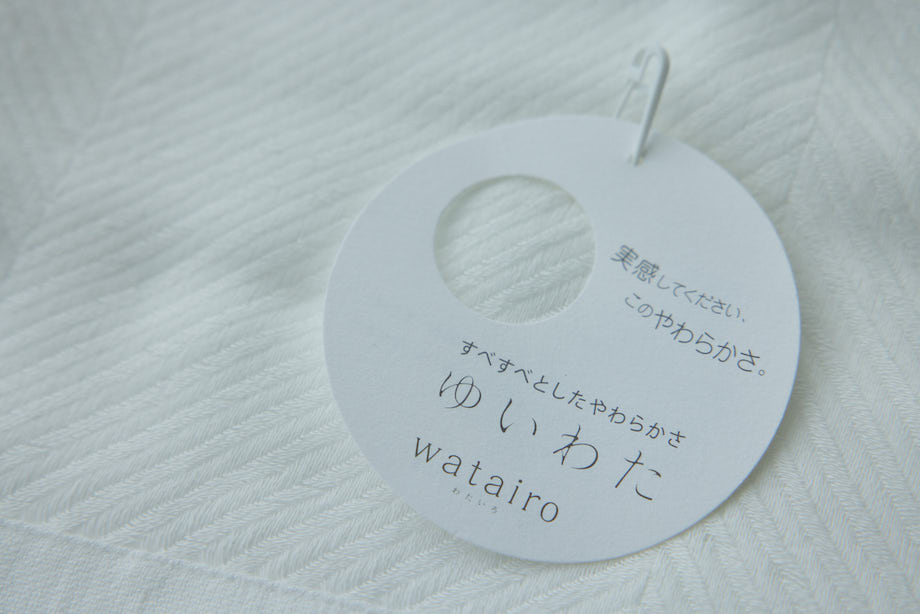 実感してください、
このやわらかさ。
すべすべとしたやわらかさ
ゆいわた
watairo
わたいろ